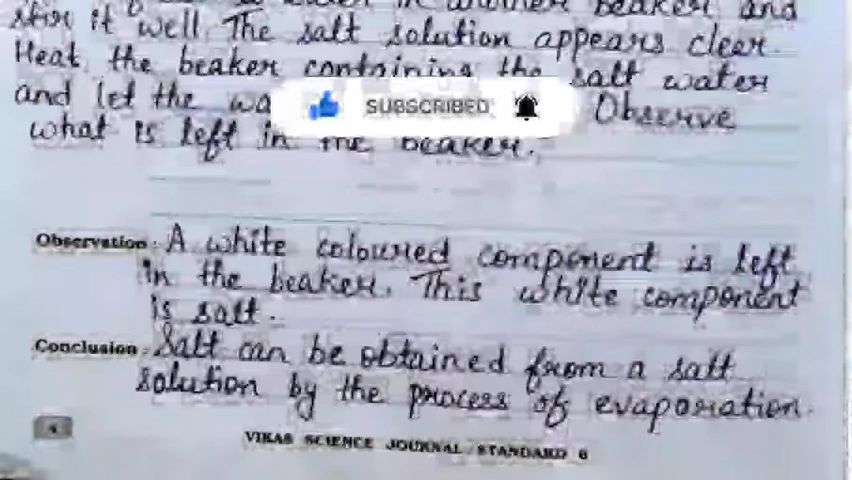 stir it well. The salt solution appears clear.
Heat the beaker containing the salt water
and let the wa
SUBSCRIBED
Observe
what is left in the beaker.
Observation: A white coloured component is left
in the beaker. This white component
is salt.
Conclusion: Salt can be obtained from a salt
solution by the process of evaporation.
VIKAS SCIENCE JOURNAL/STANDARD 6